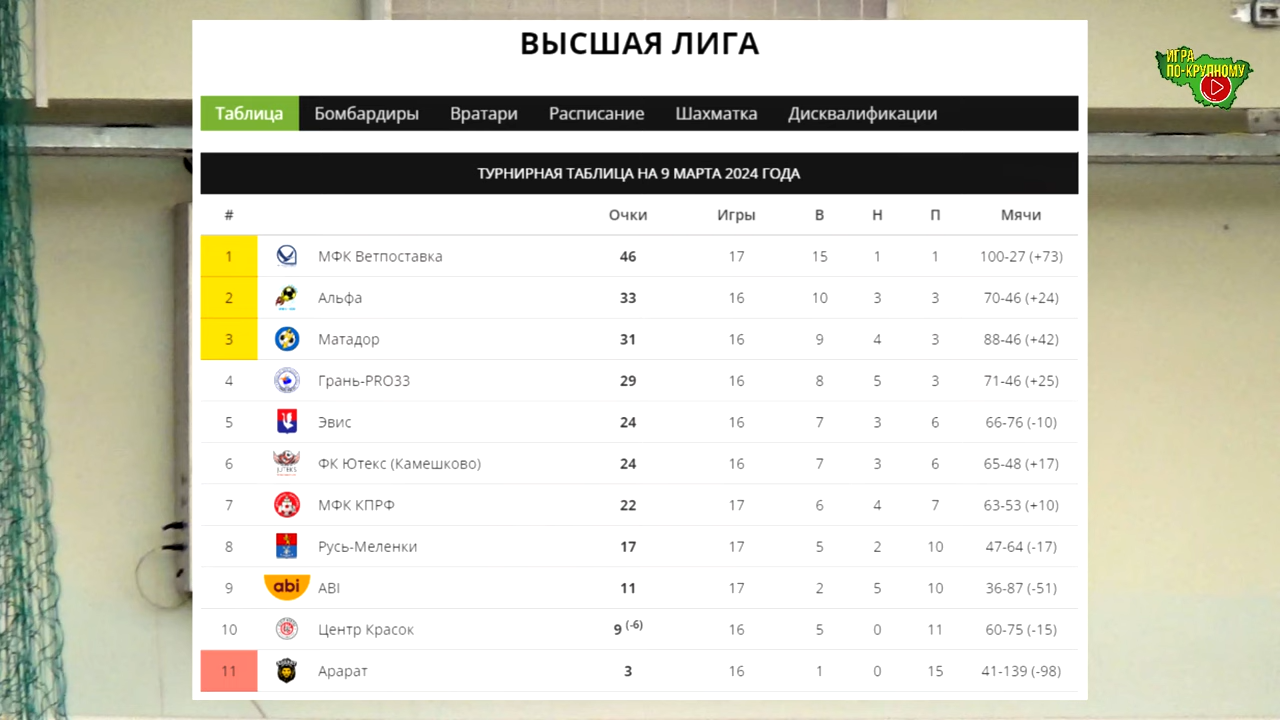 ВЫСШАЯ ЛИГА
ИГРА
ПО-КРУПНОМУ
Таблица Бомбардиры Вратари Расписание Шахматка Дисквалификации
ТУРНИРНАЯ ТАБЛИЦА НА 9 МАРТА 2024 ГОДА
# Очки Игры В Н П Мячи
1 МФК Ветпоставка 46 17 15 1 1 100-27 (+73)
2 Альфа 33 16 10 3 3 70-46 (+24)
3 Матадор 31 16 9 4 3 88-46 (+42)
4 Грань-PRO33 29 16 8 5 3 71-46 (+25)
5 Эвис 24 16 7 3 6 66-76 (-10)
6 ФК Ютекс (Камешково) 24 16 7 3 6 65-48 (+17)
7 МФК КПРФ 22 17 6 4 7 63-53 (+10)
8 Русь-Меленки 17 17 5 2 10 47-64 (-17)
9 abi ABI 11 17 2 5 10 36-87 (-51)
10 Центр Красок 9 (-6) 16 5 0 11 60-75 (-15)
11 Арарат 3 16 1 0 15 41-139 (-98)